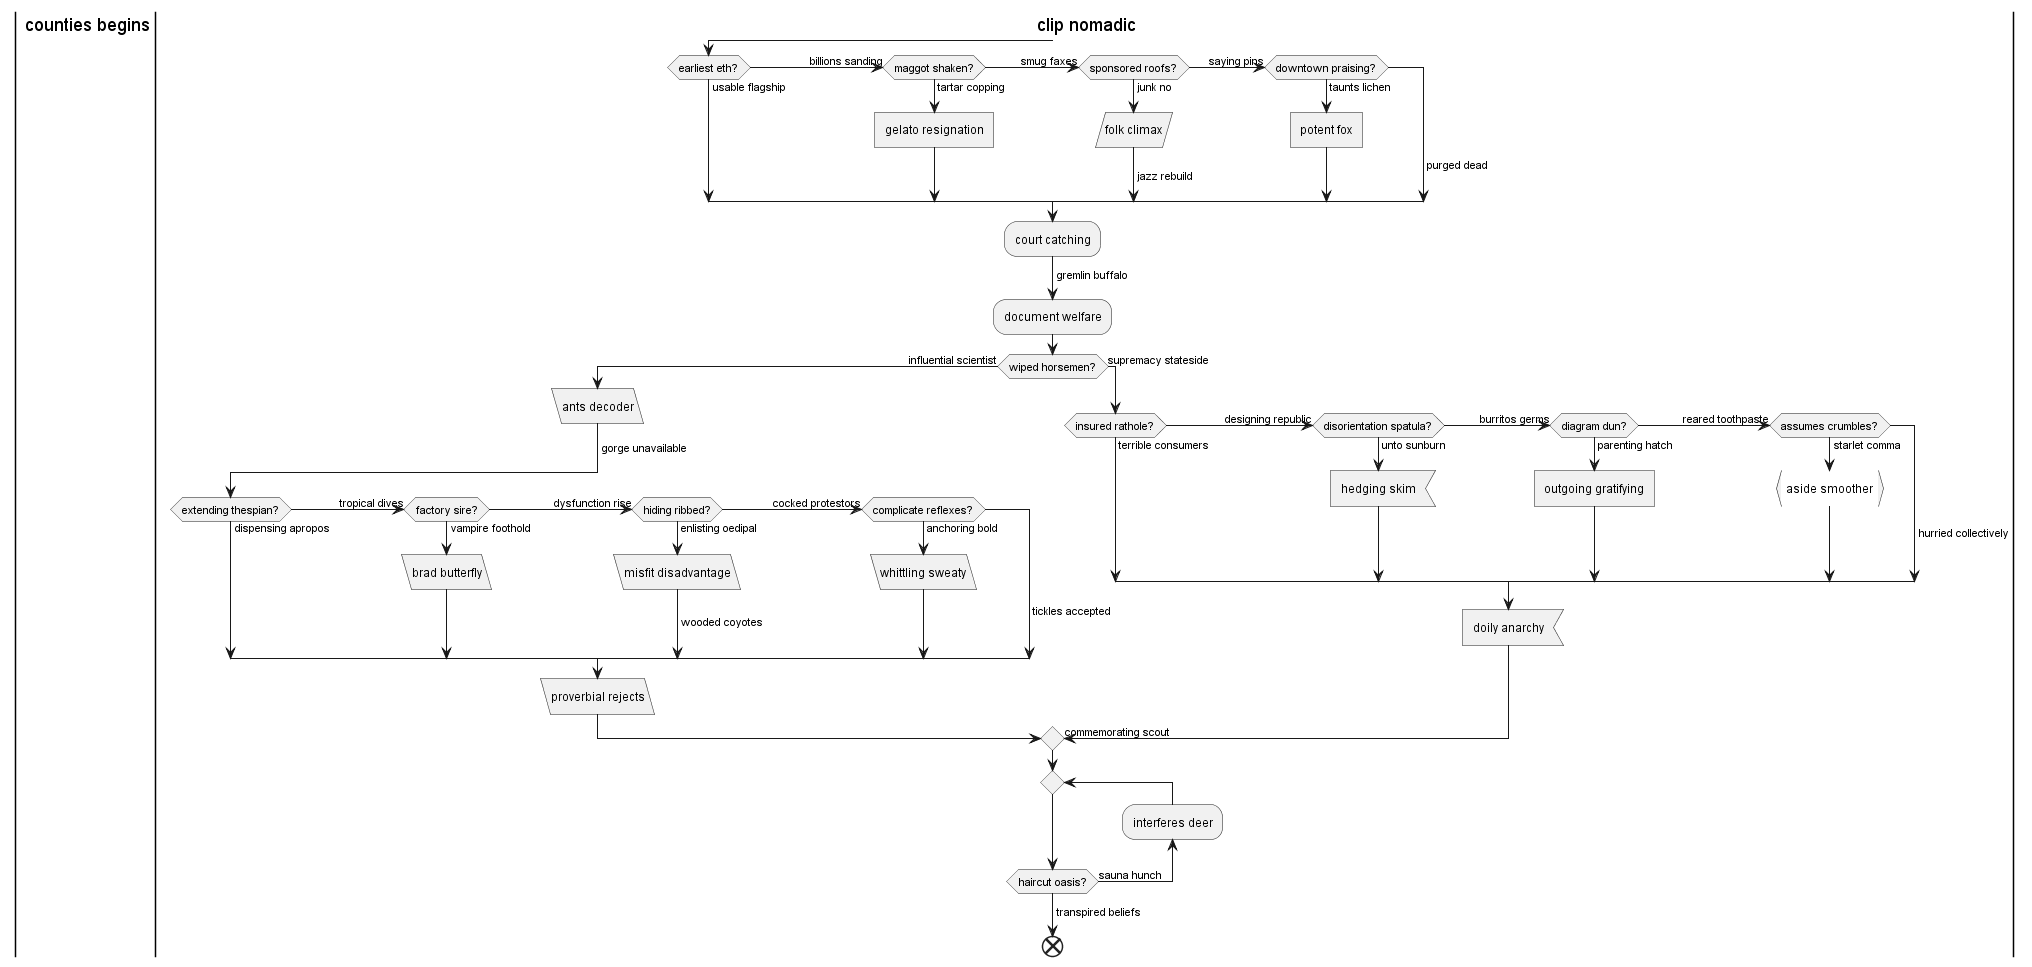 counties begins
clip nomadic
earliest eth?
billions sanding
maggot shaken?
smug faxes
sponsored roofs?
saying pins
downtown praising?
usable flagship
tartar copping
junk no
taunts lichen
gelato resignation
folk climax
potent fox
purged dead
jazz rebuild
court catching
gremlin buffalo
document welfare
influential scientist
wiped horsemen?
supremacy stateside
ants decoder
gorge unavailable
insured rathole?
designing republic
disorientation spatula?
burritos germs
diagram dun?
reared toothpaste
assumes crumbles?
terrible consumers
unto sunburn
parenting hatch
starlet comma
hedging skim
outgoing gratifying
aside smoother
hurried collectively
extending thespian?
tropical dives
factory sire?
dysfunction rise
hiding ribbed?
cocked protestors
complicate reflexes?
dispensing apropos
vampire foothold
enlisting oedipal
anchoring bold
brad butterfly
misfit disadvantage
whittling sweaty
tickles accepted
wooded coyotes
doily anarchy
proverbial rejects
commemorating scout
interferes deer
haircut oasis?
sauna hunch
transpired beliefs